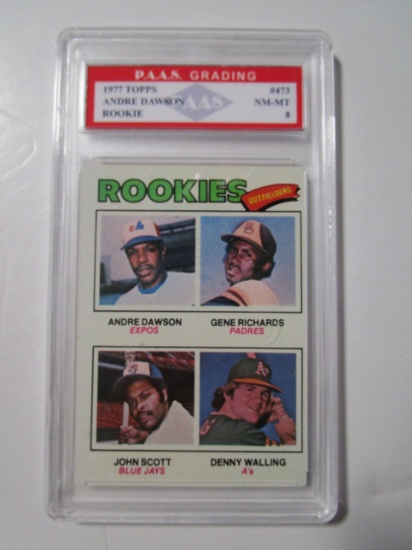 P.A.A.S. GRADING
1977 TOPPS #473
ANDRE DAWSON NM-MT
ROOKIE 8
AAS
ROOKIES
OUTFIELDERS
ANDRE DAWSON GENE RICHARDS
EXPOS PADRES
JOHN SCOTT DENNY WALLING
BLUE JAYS A's